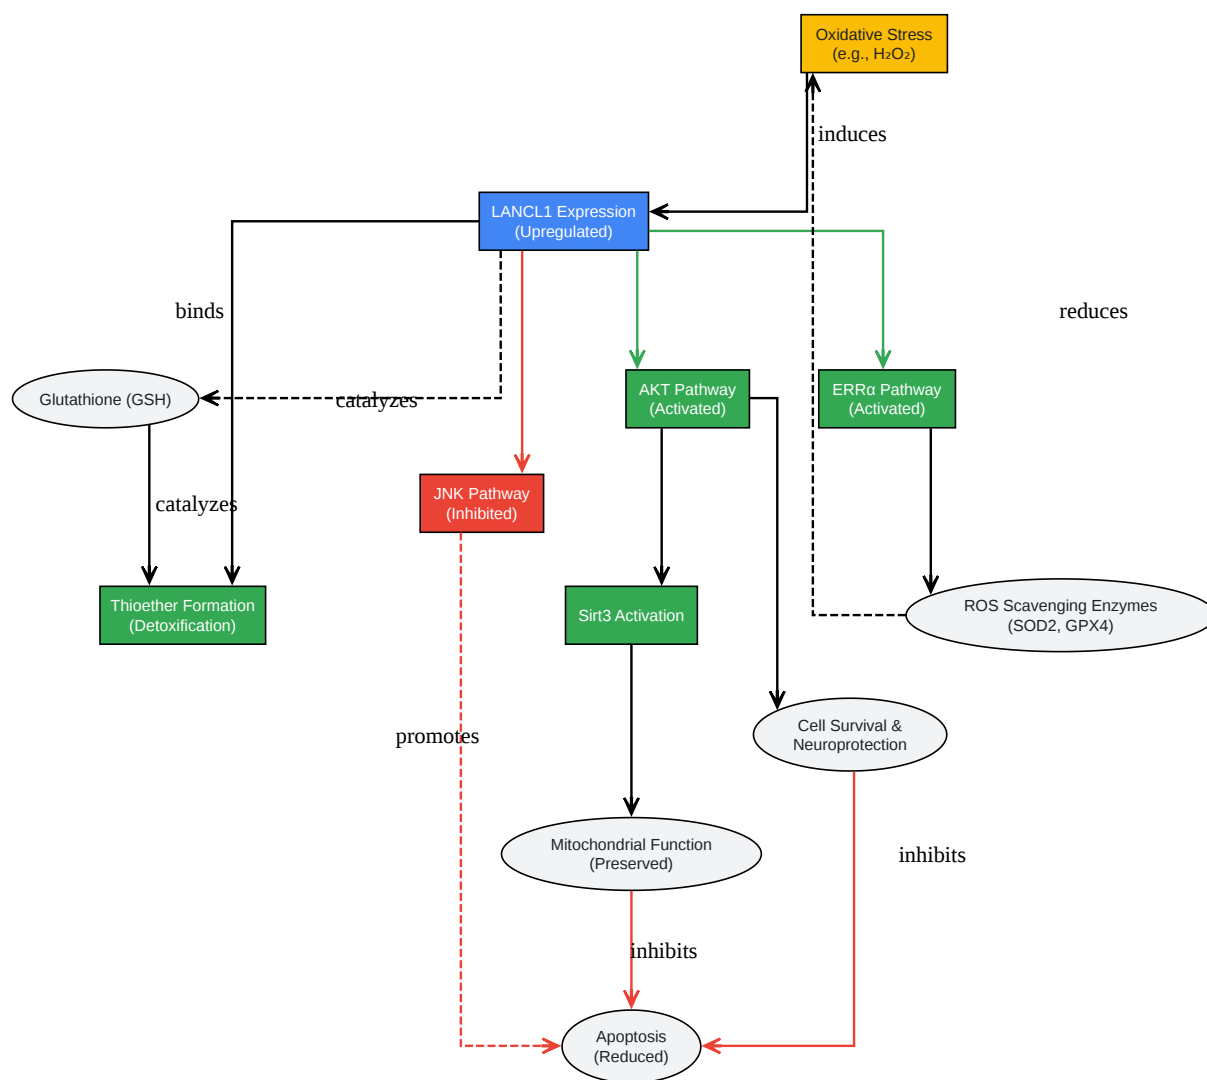 Oxidative Stress
(e.g., H₂O₂)
induces
LANCL1 Expression
(Upregulated)
binds
reduces
Glutathione (GSH)
catalyzes
AKT Pathway
(Activated)
ERRα Pathway
(Activated)
catalyzes
JNK Pathway
(Inhibited)
Thioether Formation
(Detoxification)
Sirt3 Activation
ROS Scavenging Enzymes
(SOD2, GPX4)
promotes
Cell Survival &
Neuroprotection
Mitochondrial Function
(Preserved)
inhibits
inhibits
Apoptosis
(Reduced)